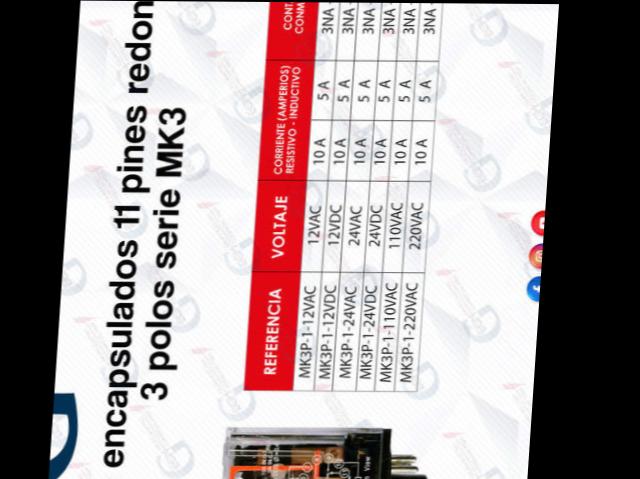 encapsulados 11 pines redon
3 polos serie MK3
REFERENCIA VOLTAJE CORRIENTE (AMPERIOS) RESISTIVO - INDUCTIVO CONT. CONM
MK3P-1-12VAC 12VAC 10 A 5 A 3NA
MK3P-1-12VDC 12VDC 10 A 5 A 3NA
MK3P-1-24VAC 24VAC 10 A 5 A 3NA
MK3P-1-24VDC 24VDC 10 A 5 A 3NA
MK3P-1-110VAC 110VAC 10 A 5 A 3NA
MK3P-1-220VAC 220VAC 10 A 5 A 3NA